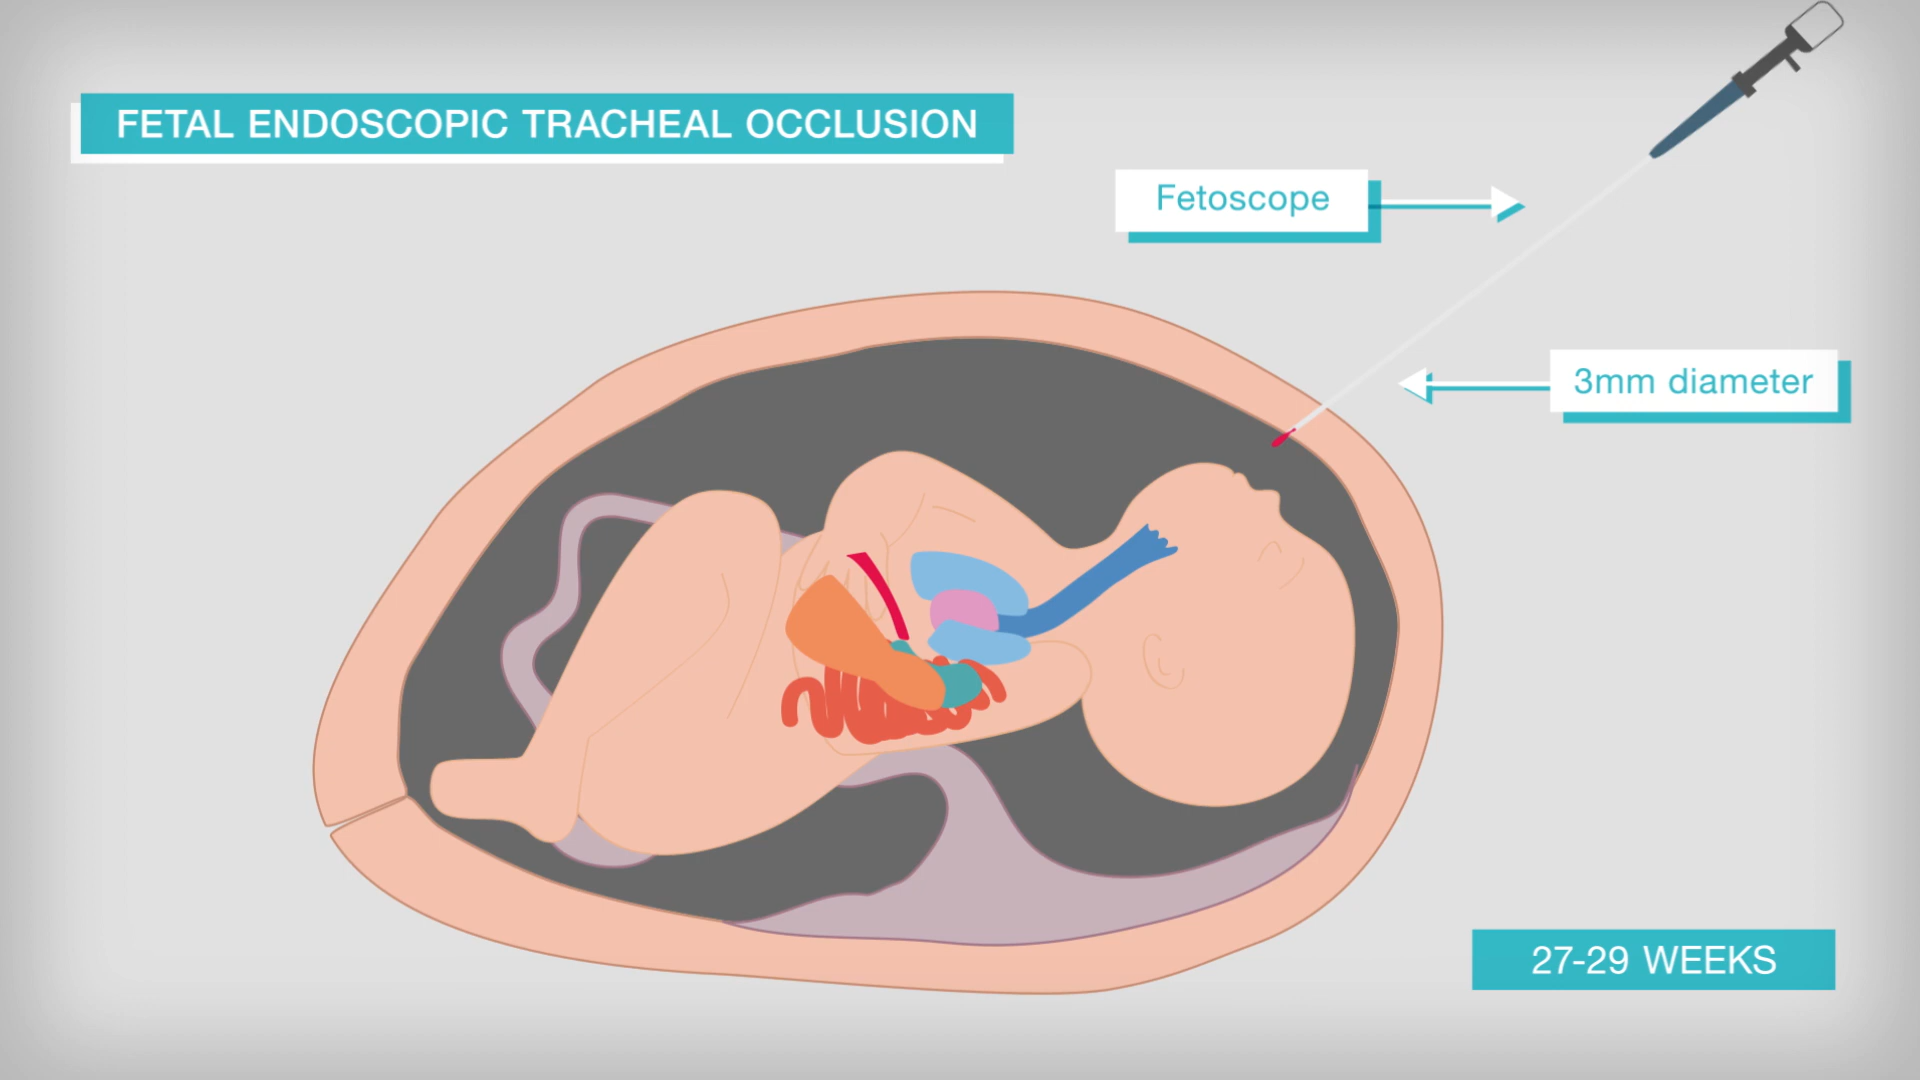 FETAL ENDOSCOPIC TRACHEAL OCCLUSION
Fetoscope
3mm diameter
27-29 WEEKS